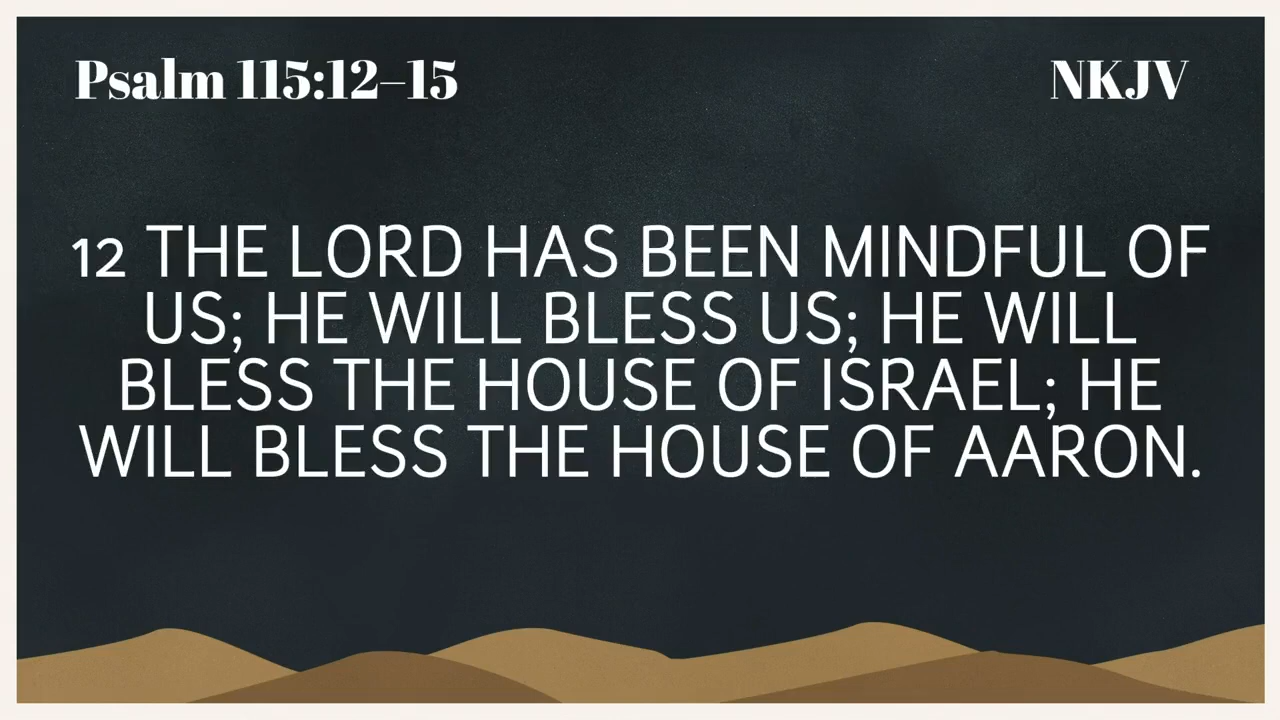 Psalm 115:12–15 NKJV
12 THE LORD HAS BEEN MINDFUL OF
US; HE WILL BLESS US; HE WILL
BLESS THE HOUSE OF ISRAEL; HE
WILL BLESS THE HOUSE OF AARON.